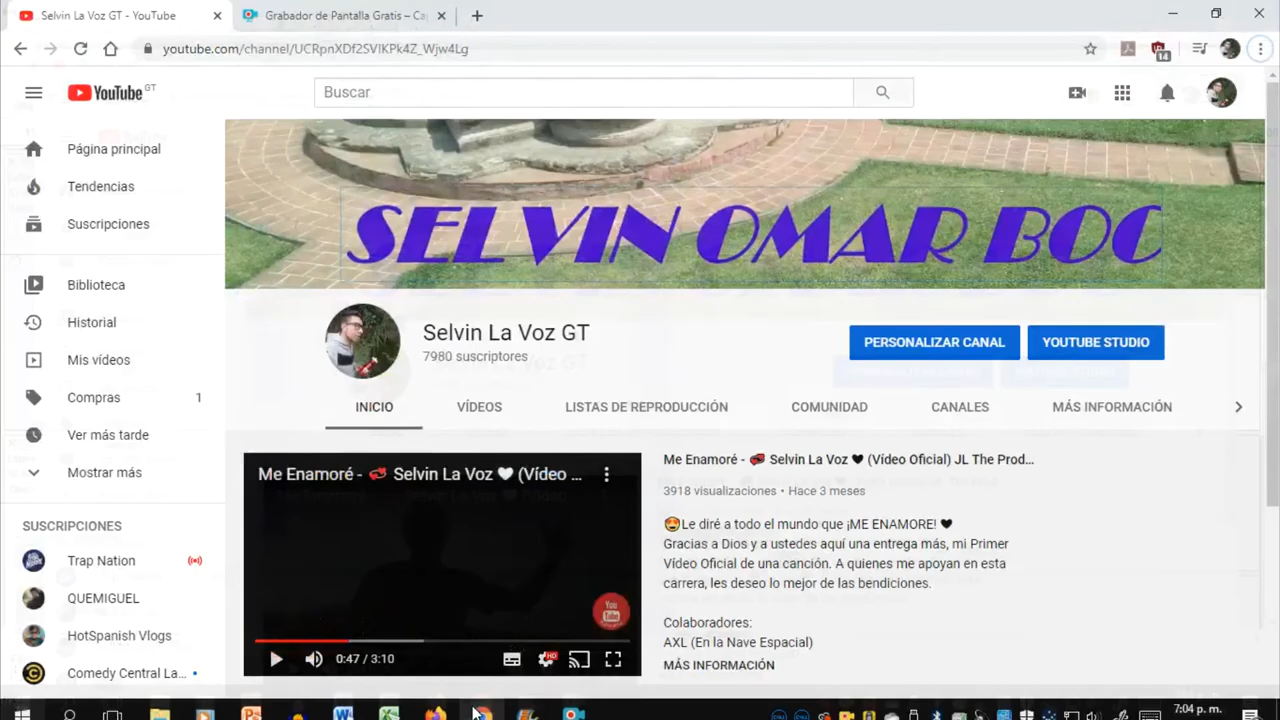 Selvin La Voz GT - YouTube
Grabador de Pantalla Gratis – Ca
youtube.com/channel/UCRpnXDf2SVIKPk4Z_Wjw4Lg
14
YouTube GT
Buscar
Página principal
Tendencias
Suscripciones
Biblioteca
Historial
Mis vídeos
Compras 1
Ver más tarde
Mostrar más
SUSCRIPCIONES
Trap Nation
QUEMIGUEL
HotSpanish Vlogs
Comedy Central La...
SELVIN OMAR BOC
Selvin La Voz GT
7980 suscriptores
PERSONALIZAR CANAL
YOUTUBE STUDIO
INICIO VÍDEOS LISTAS DE REPRODUCCIÓN COMUNIDAD CANALES MÁS INFORMACIÓN
Me Enamoré - 💞 Selvin La Voz ❤ (Vídeo ...
You Tube
0:47 / 3:10
HD
Me Enamoré - 💞 Selvin La Voz ❤ (Vídeo Oficial) JL The Prod...
3918 visualizaciones • Hace 3 meses
😍Le diré a todo el mundo que ¡ME ENAMORE! ❤
Gracias a Dios y a ustedes aquí una entrega más, mi Primer
Vídeo Oficial de una canción. A quienes me apoyan en esta
carrera, les deseo lo mejor de las bendiciones.
Colaboradores:
AXL (En la Nave Espacial)
MÁS INFORMACIÓN
7:04 p. m.